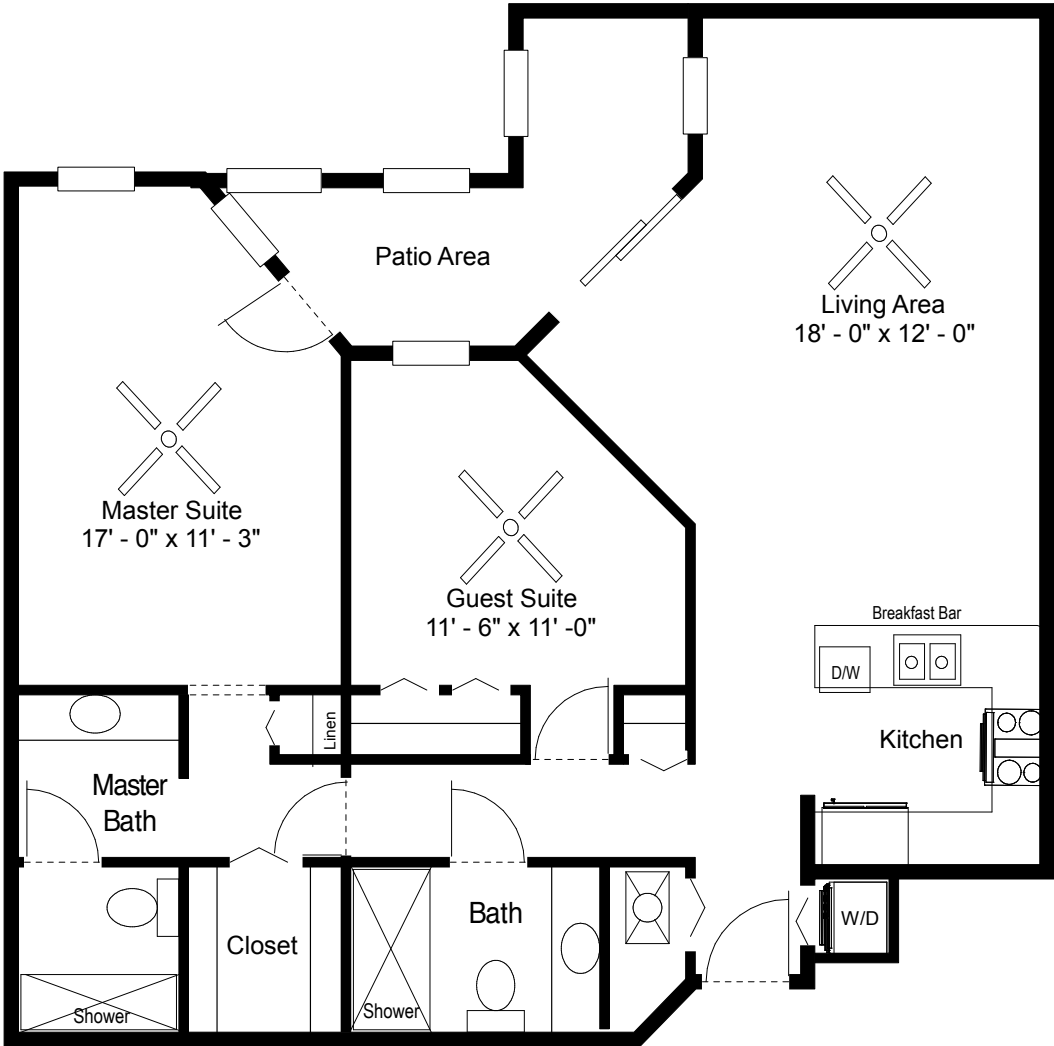 Patio Area
Living Area
18' - 0" x 12' - 0"
Master Suite
17' - 0" x 11' - 3"
Guest Suite
11' - 6" x 11' -0"
Breakfast Bar
D/W
Linen
Kitchen
Master
Bath
Bath
W/D
Closet
Shower
Shower